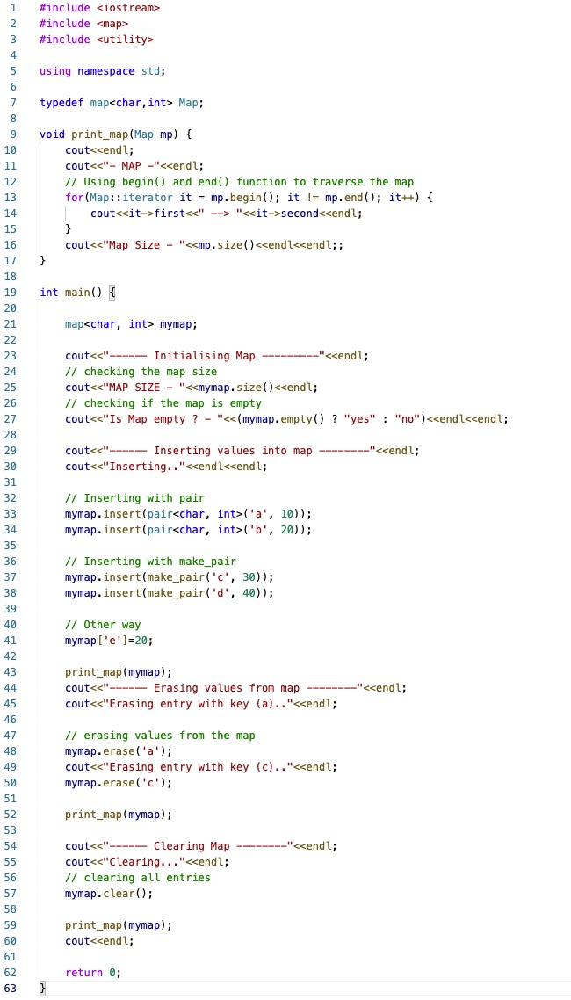 1 #include <iostream>
2 #include <map>
3 #include <utility>
4
5 using namespace std;
6
7 typedef map<char,int> Map;
8
9 void print_map(Map mp) {
10     cout<<endl;
11     cout<<"- MAP -"<<endl;
12     // Using begin() and end() function to traverse the map
13     for(Map::iterator it = mp.begin(); it != mp.end(); it++) {
14         cout<<it->first<<" --> "<<it->second<<endl;
15     }
16     cout<<"Map Size - "<<mp.size()<<endl<<endl;;
17 }
18
19 int main() {
20
21     map<char, int> mymap;
22
23     cout<<"------ Initialising Map ---------"<<endl;
24     // checking the map size
25     cout<<"MAP SIZE - "<<mymap.size()<<endl;
26     // checking if the map is empty
27     cout<<"Is Map empty ? - "<<(mymap.empty() ? "yes" : "no")<<endl<<endl;
28
29     cout<<"------ Inserting values into map --------"<<endl;
30     cout<<"Inserting.."<<endl<<endl;
31
32     // Inserting with pair
33     mymap.insert(pair<char, int>('a', 10));
34     mymap.insert(pair<char, int>('b', 20));
35
36     // Inserting with make_pair
37     mymap.insert(make_pair('c', 30));
38     mymap.insert(make_pair('d', 40));
39
40     // Other way
41     mymap['e']=20;
42
43     print_map(mymap);
44     cout<<"------ Erasing values from map --------"<<endl;
45     cout<<"Erasing entry with key (a).."<<endl;
46
47     // erasing values from the map
48     mymap.erase('a');
49     cout<<"Erasing entry with key (c).."<<endl;
50     mymap.erase('c');
51
52     print_map(mymap);
53
54     cout<<"------ Clearing Map --------"<<endl;
55     cout<<"Clearing..."<<endl;
56     // clearing all entries
57     mymap.clear();
58
59     print_map(mymap);
60     cout<<endl;
61
62     return 0;
63 }